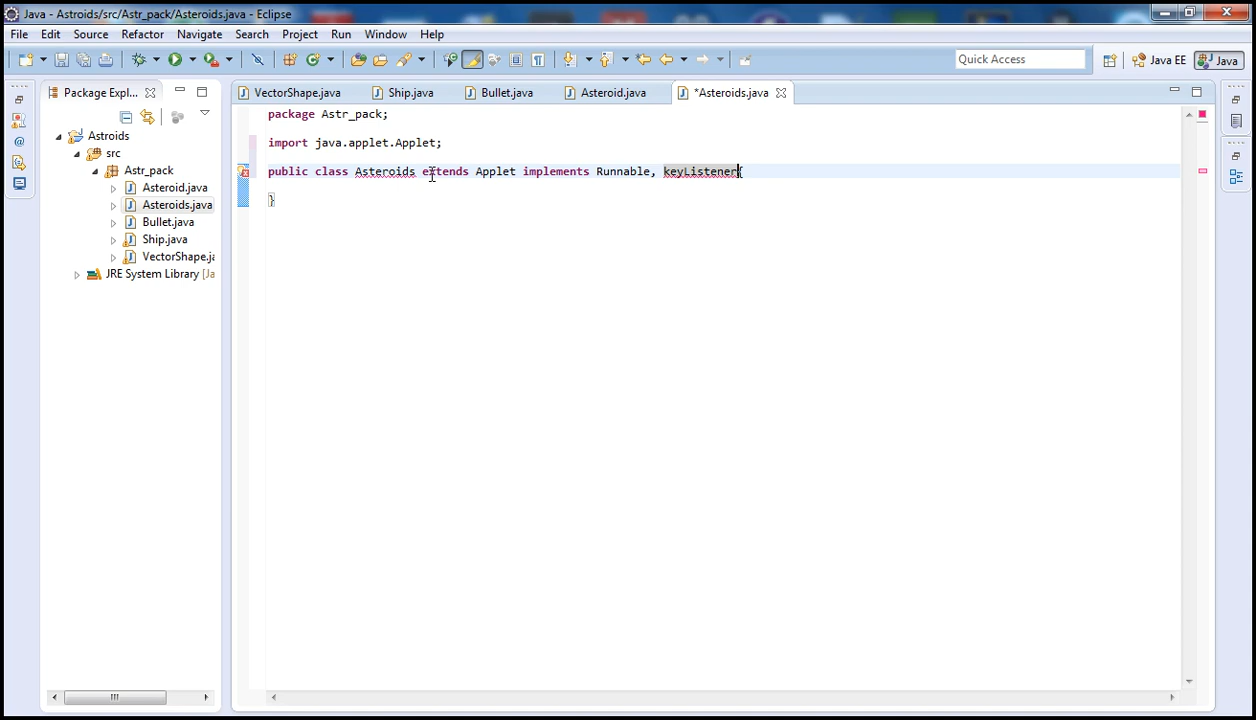 Java - Astroids/src/Astr_pack/Asteroids.java - Eclipse
File Edit Source Refactor Navigate Search Project Run Window Help
Quick Access
Java EE
Java
Package Expl...
VectorShape.java
Ship.java
Bullet.java
Asteroid.java
*Asteroids.java
Astroids
src
Astr_pack
Asteroid.java
Asteroids.java
Bullet.java
Ship.java
VectorShape.ja
JRE System Library [Ja
package Astr_pack;
import java.applet.Applet;
public class Asteroids extends Applet implements Runnable, keyListener{
}